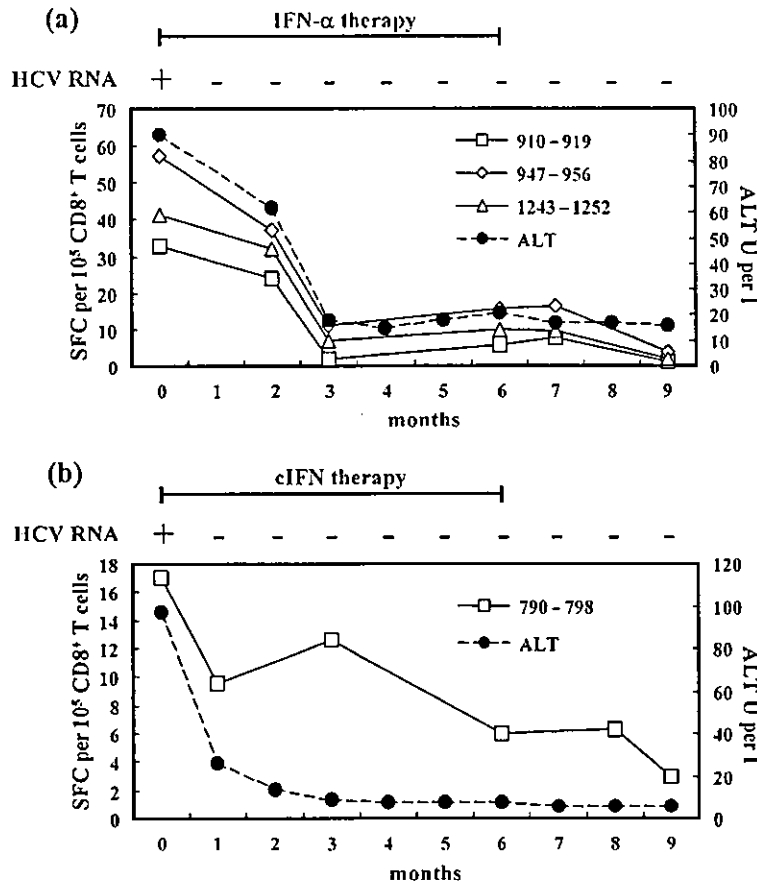 (a)
IFN-α therapy
HCV RNA + - - - - - - - - -
SFC per 10⁵ CD8⁺ T cells
70
60
50
40
30
20
10
0
910 – 919
947 – 956
1243 – 1252
ALT
100
90
80
70
60
50
40
30
20
10
0
ALT U per l
0 1 2 3 4 5 6 7 8 9
months
(b)
cIFN therapy
HCV RNA + - - - - - - - - -
SFC per 10⁵ CD8⁺ T cells
18
16
14
12
10
8
6
4
2
0
790 – 798
ALT
120
100
80
60
40
20
0
ALT U per l
0 1 2 3 4 5 6 7 8 9
months